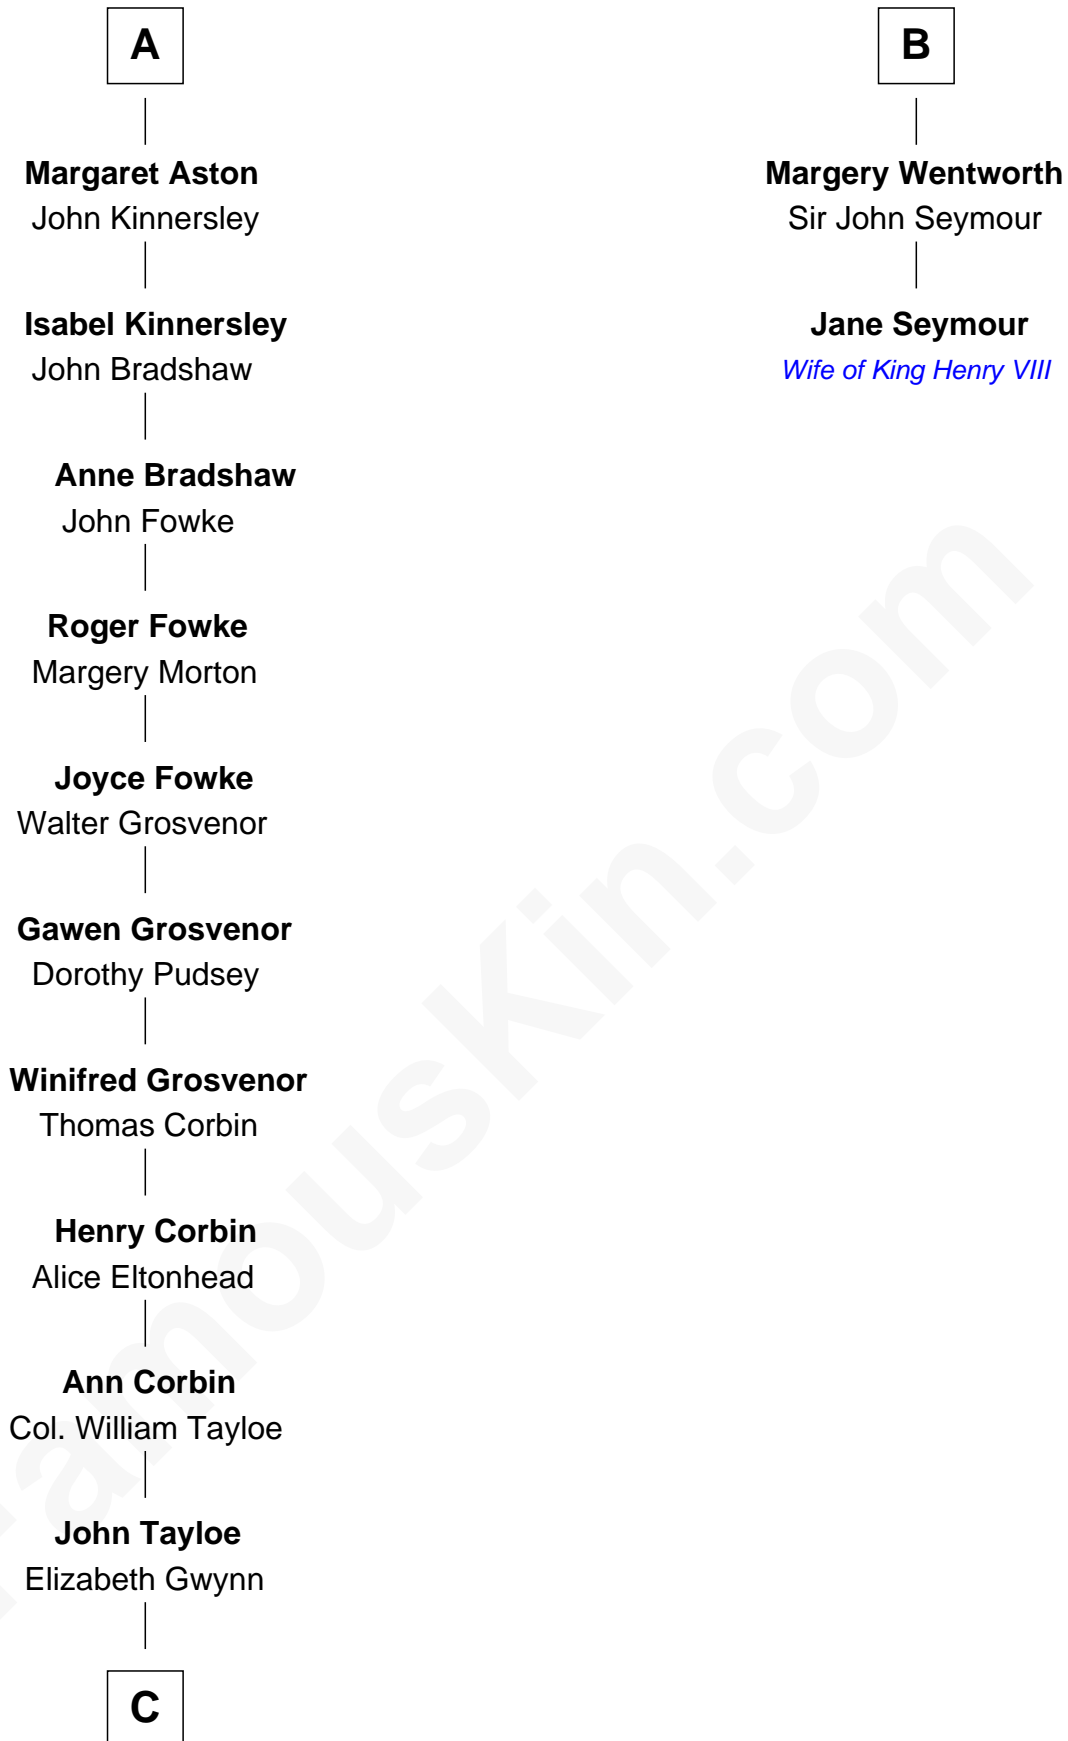 A
Margaret Aston
John Kinnersley
Isabel Kinnersley
John Bradshaw
Anne Bradshaw
John Fowke
Roger Fowke
Margery Morton
Joyce Fowke
Walter Grosvenor
Gawen Grosvenor
Dorothy Pudsey
Winifred Grosvenor
Thomas Corbin
Henry Corbin
Alice Eltonhead
Ann Corbin
Col. William Tayloe
John Tayloe
Elizabeth Gwynn
C
B
Margery Wentworth
Sir John Seymour
Jane Seymour
Wife of King Henry VIII
FamousKin.com